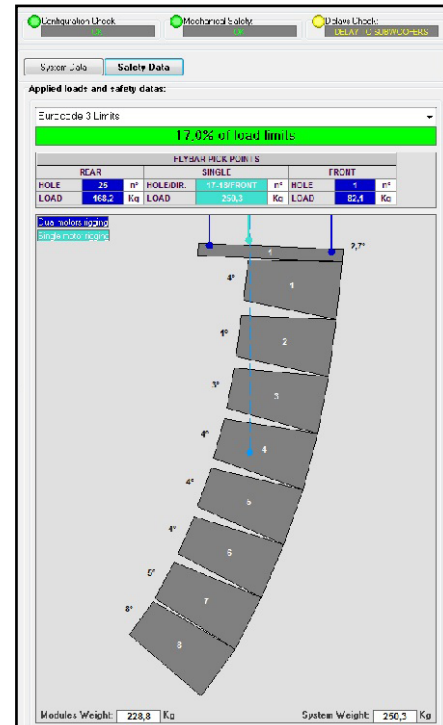 Configuration Check: Mechanical Safety: Delays Check:
OK OK DELAY TO SUBWOOFERS
System Data Safety Data
Applied loads and safety datas:
Eurocode 3 Limits
17,0% of load limits
FLYBAR PICK POINTS
REAR SINGLE FRONT
HOLE 25 n° HOLE/DIR. 17-18/FRONT n° HOLE 1 n°
LOAD 168,2 Kg LOAD 250,3 Kg LOAD 82,1 Kg
Dual motors rigging
Single motor rigging
1 2,7°
4° 1
1° 2
3° 3
4° 4
4° 5
4° 6
5° 7
8° 8
Modules Weight: 228,8 Kg System Weight: 250,3 Kg